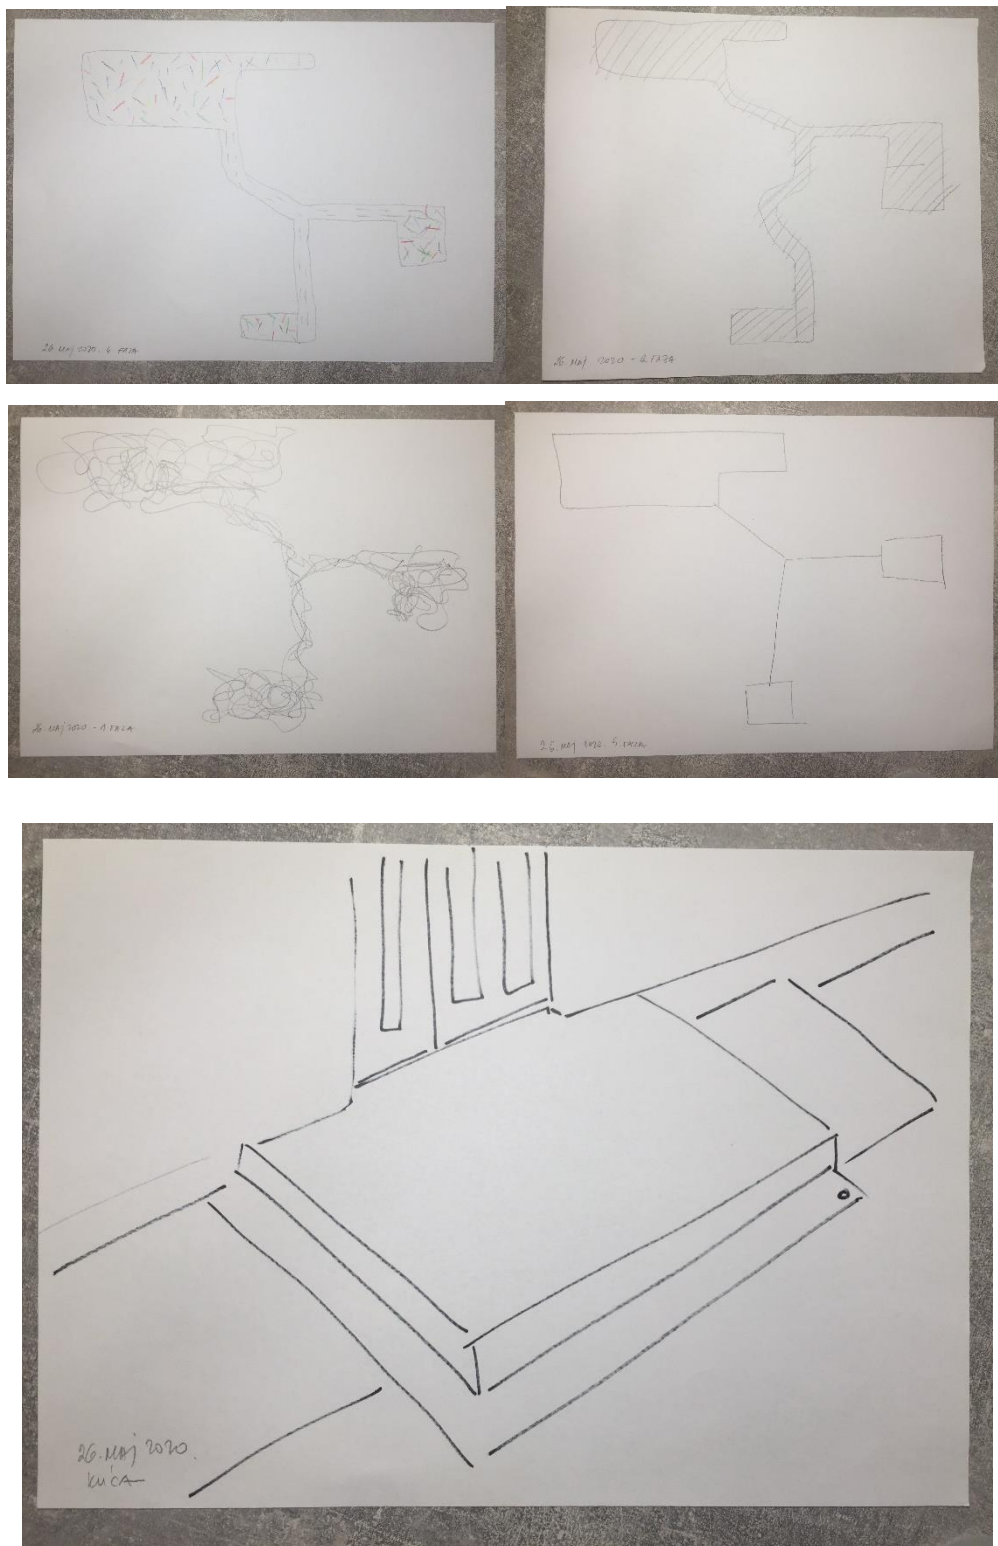 26. MAJ 2020. 4. FAZA
26. MAJ 2020 - 2. FAZA
26. MAJ 2020 - 1 FAZA
26. MAJ 2020. 5. FAZA
26. MAJ 2020.
KUĆA